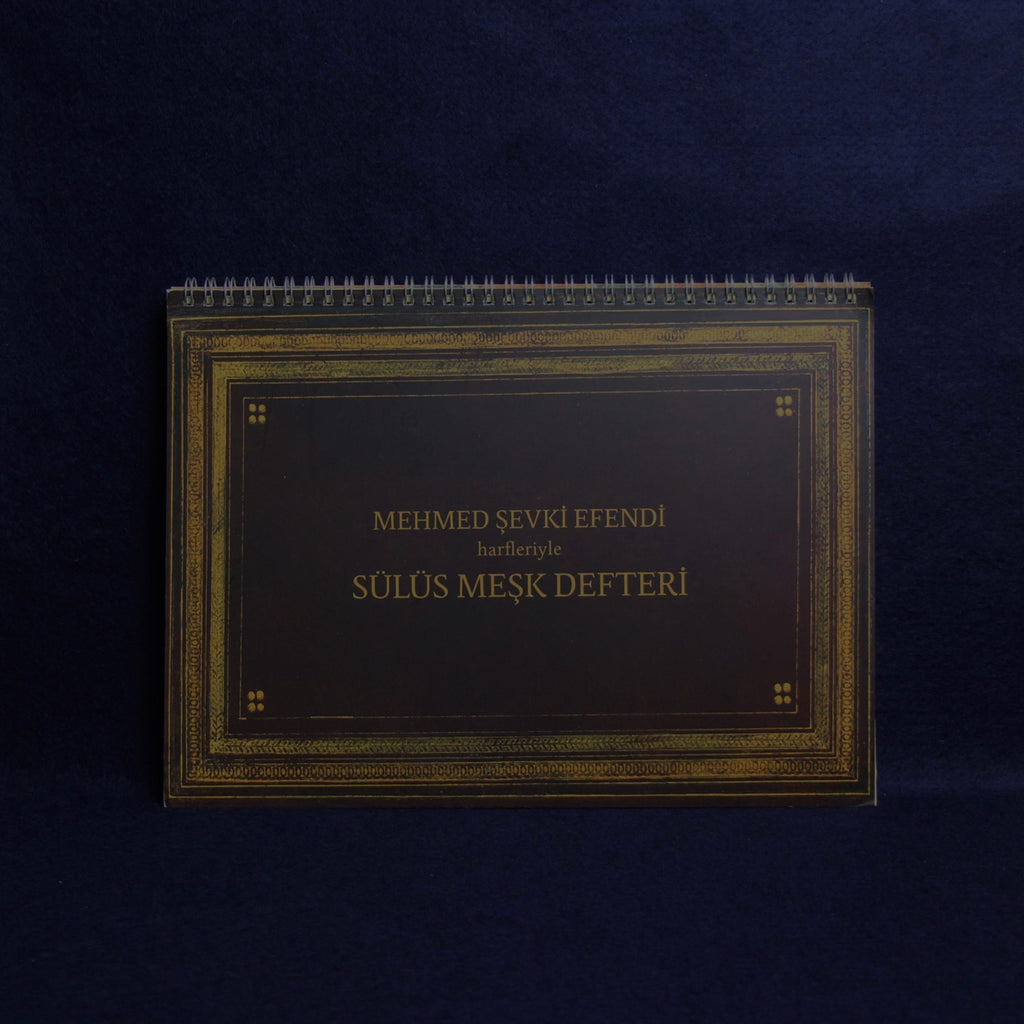 MEHMED ŞEVKİ EFENDİ
harfleriyle
SÜLÜS MEŞK DEFTERİ